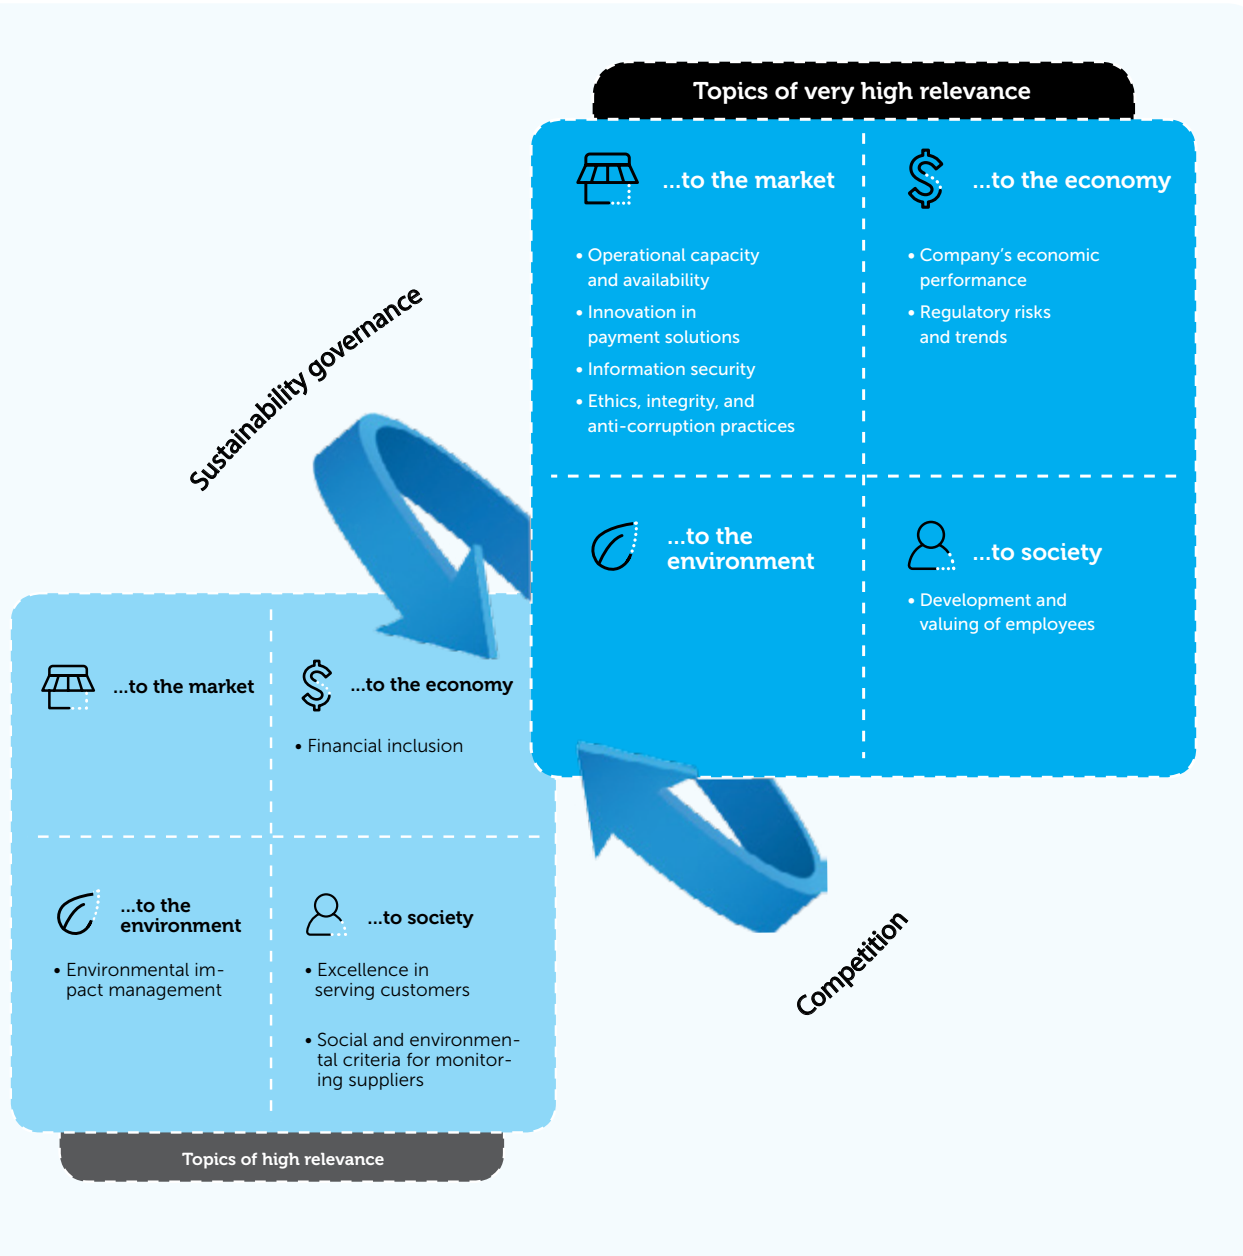 Topics of very high relevance
...to the market
• Operational capacity
and availability
• Innovation in
payment solutions
• Information security
• Ethics, integrity, and
anti-corruption practices
...to the economy
• Company’s economic
performance
• Regulatory risks
and trends
...to the
environment
...to society
• Development and
valuing of employees
Sustainability governance
Competition
...to the market
...to the economy
• Financial inclusion
...to the
environment
• Environmental im-
pact management
...to society
• Excellence in
serving customers
• Social and environmen-
tal criteria for monitor-
ing suppliers
Topics of high relevance